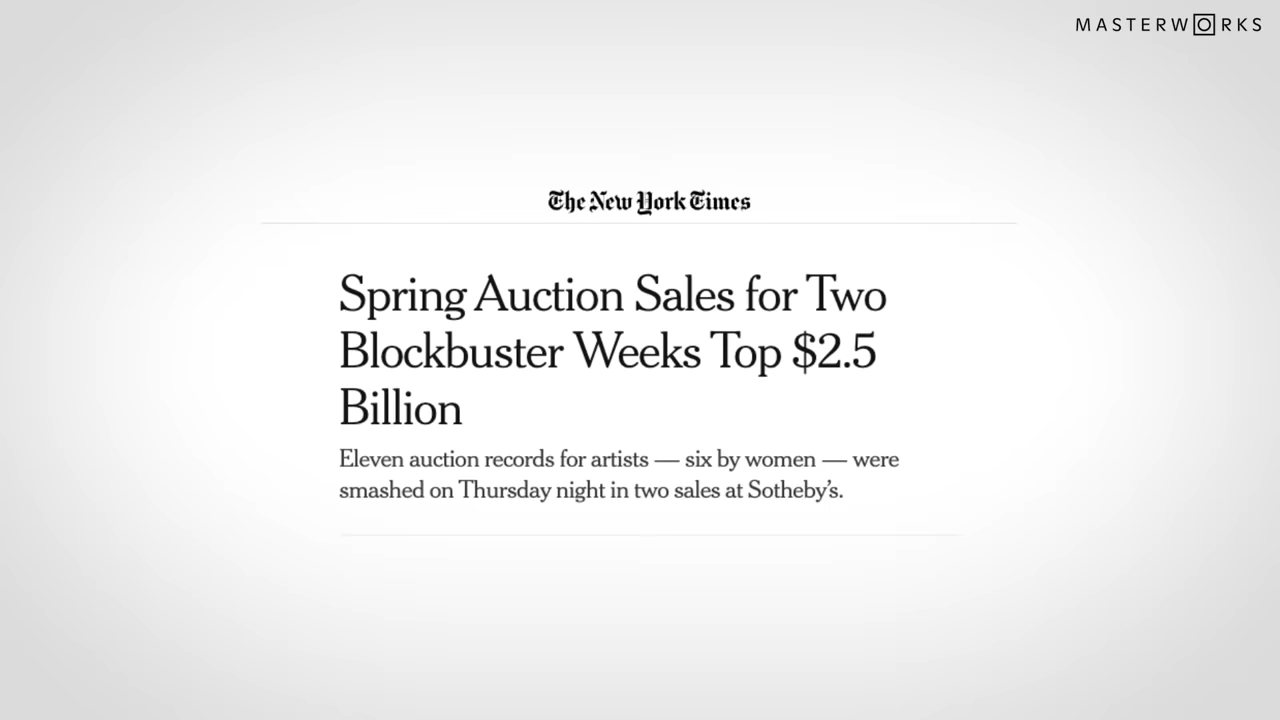 MASTERWORKS
The New York Times
Spring Auction Sales for Two
Blockbuster Weeks Top $2.5
Billion
Eleven auction records for artists — six by women — were
smashed on Thursday night in two sales at Sotheby’s.